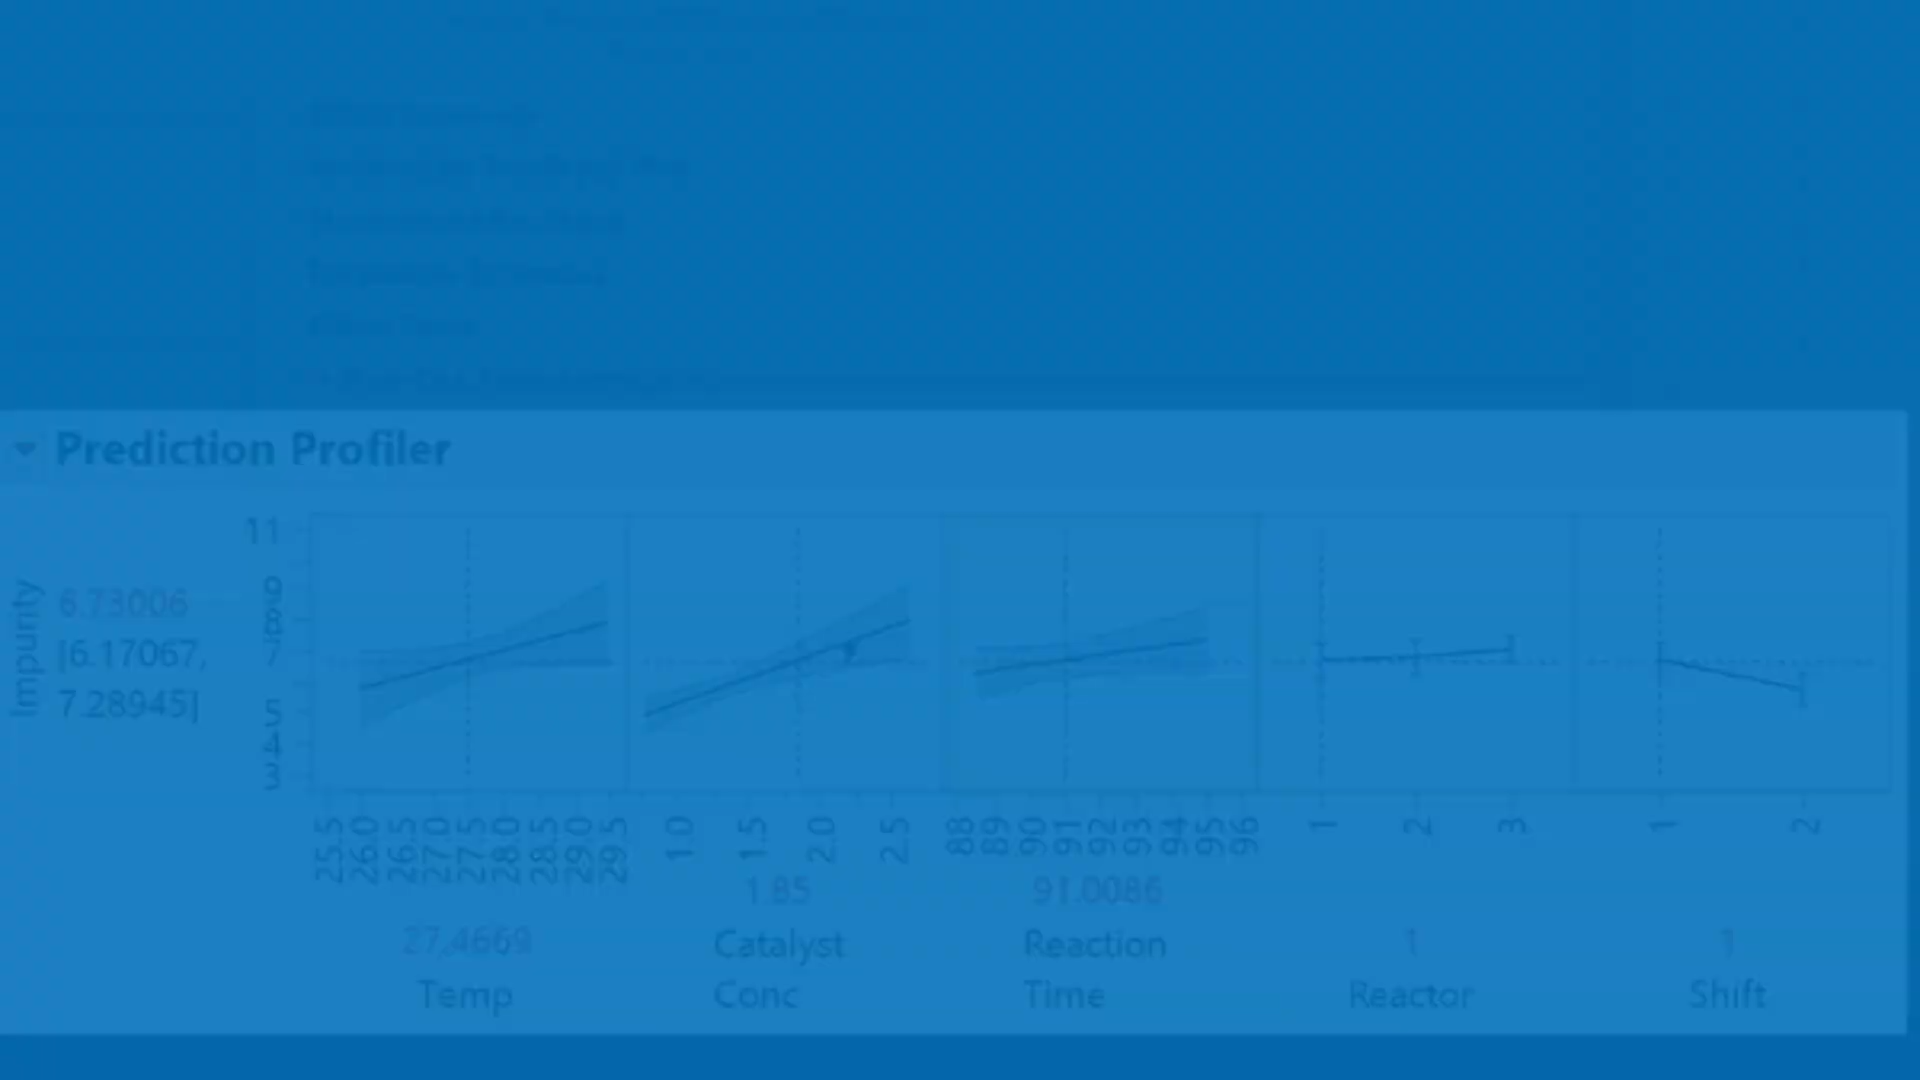 Prediction Profiler
Impurity
6.73006
[6.17067,
7.28945]
11
9
8
7
5
4
3
25.5 26.0 26.5 27.0 27.5 28.0 28.5 29.0 29.5
1.0 1.5 2.0 2.5
88 89 90 91 92 93 94 95 96
1 2 3
1 2
27.4669
Temp
1.85
Catalyst
Conc
91.0086
Reaction
Time
1
Reactor
1
Shift